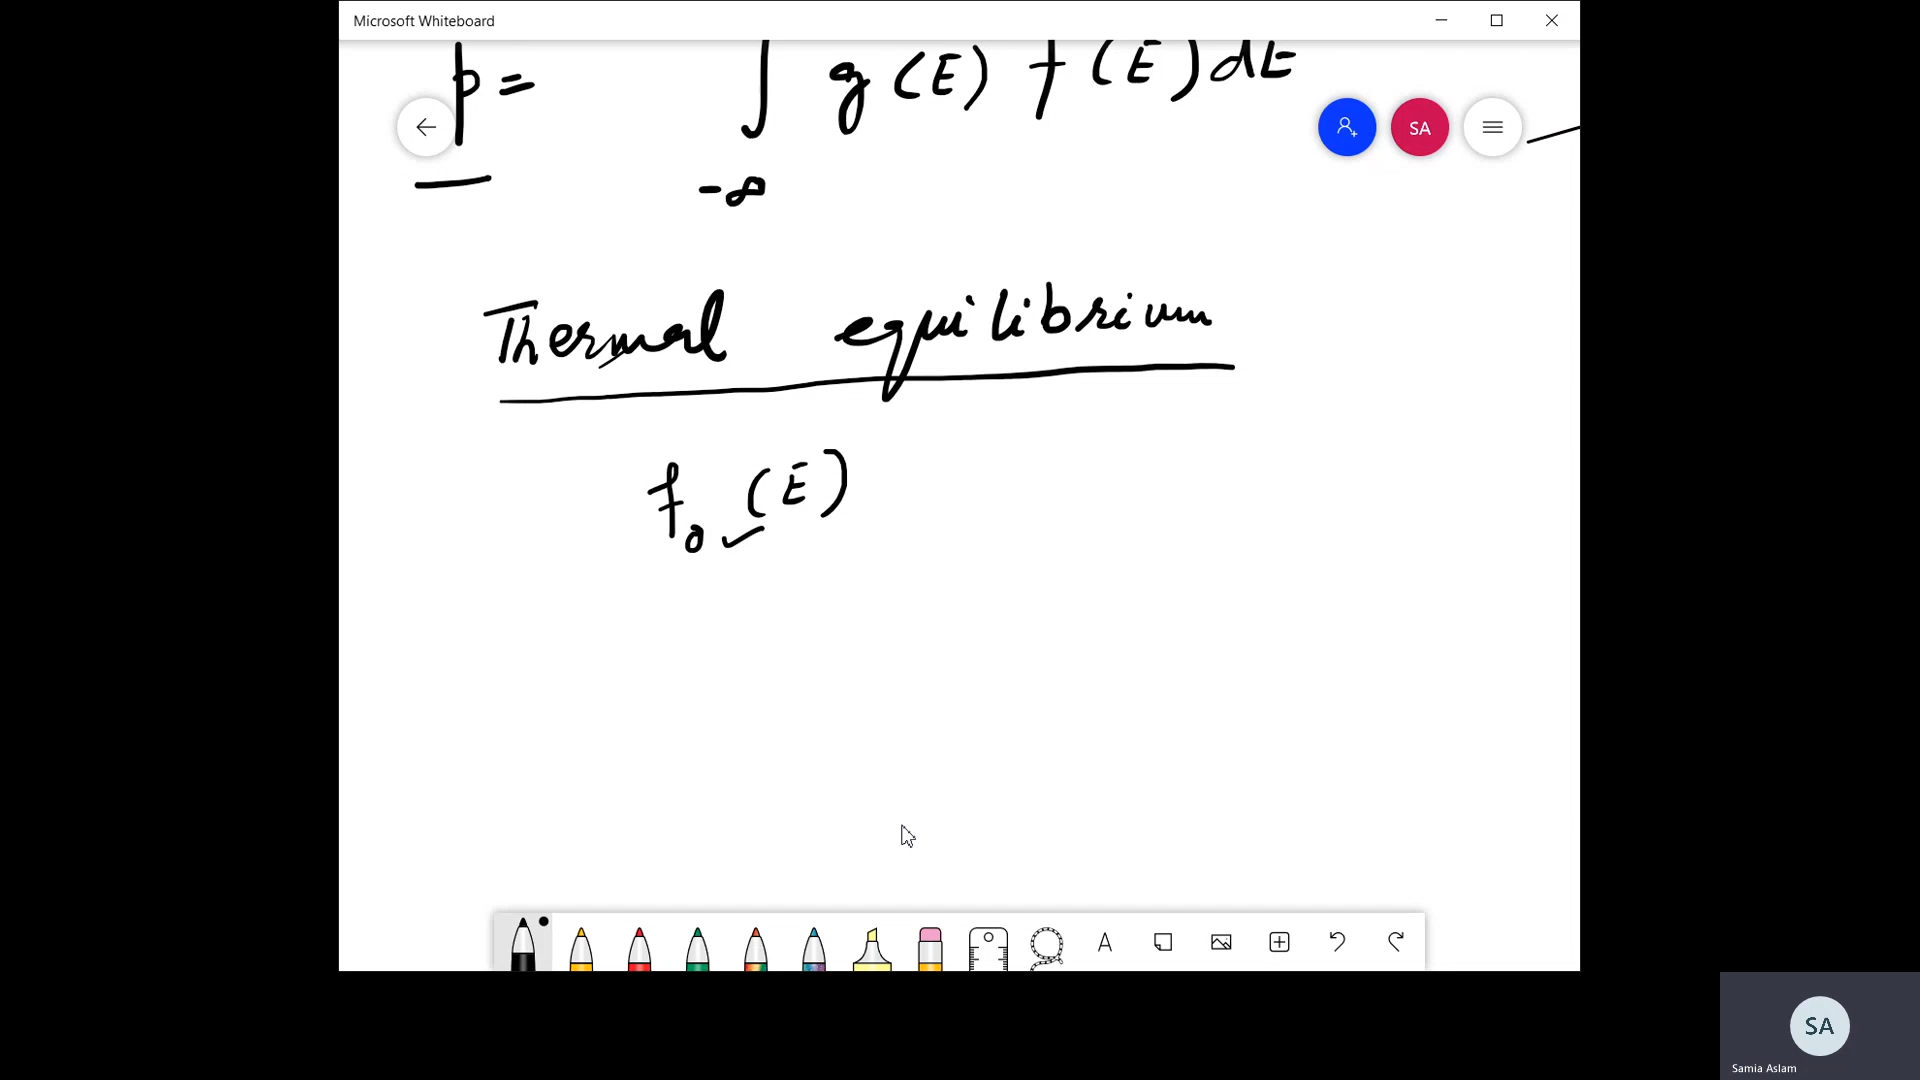 Microsoft Whiteboard
p = ∫ g(E) f(E) dE
-∞
SA
Thermal equilibrium
f₀ (E)
A
SA
Samia Aslam